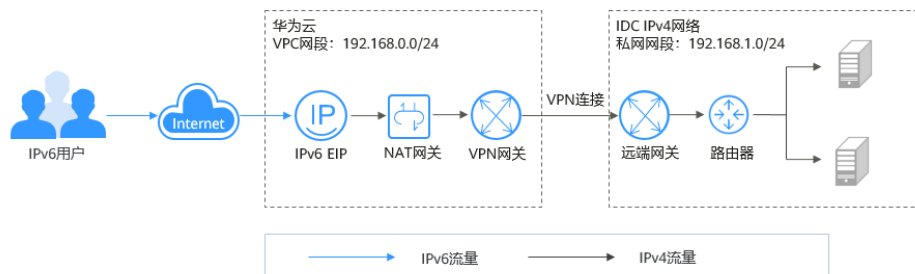 华为云
VPC网段：192.168.0.0/24
IDC IPv4网络
私网网段：192.168.1.0/24
IPv6用户
Internet
IP
IPv6 EIP
NAT网关
VPN网关
VPN连接
远端网关
路由器
IPv6流量
IPv4流量